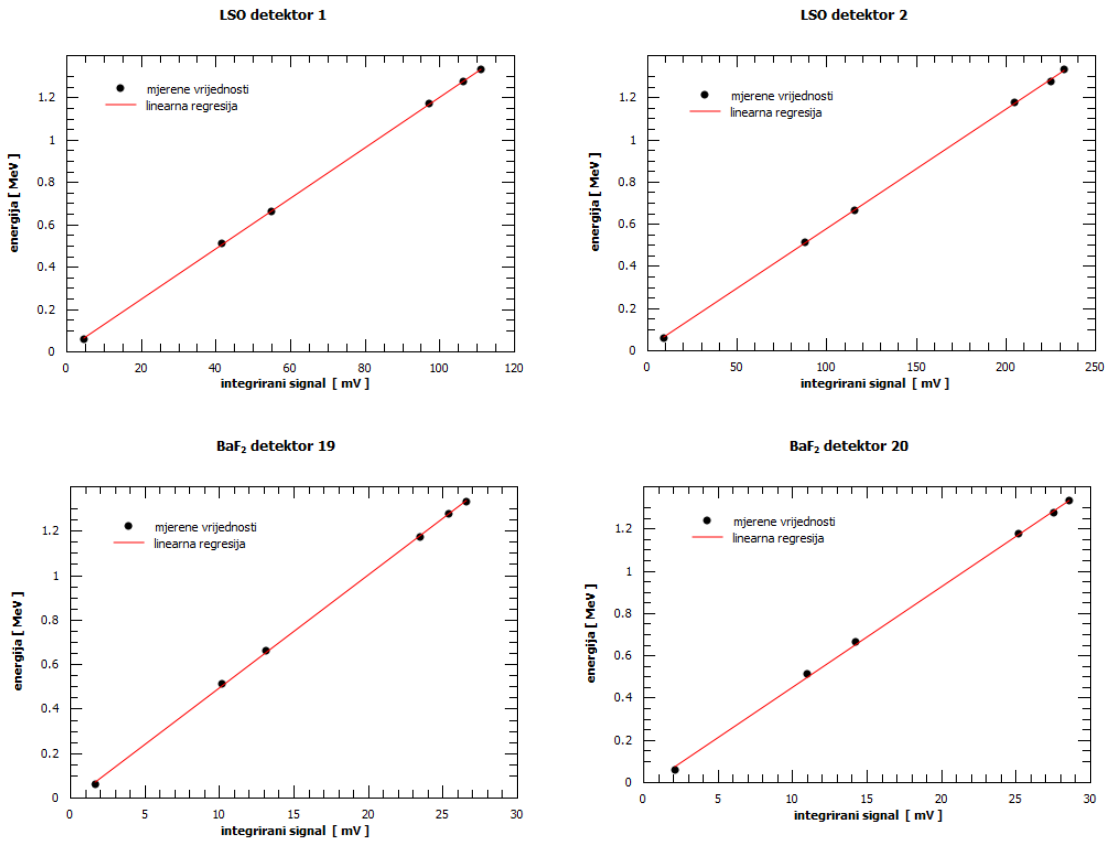 LSO detektor 1
mjerene vrijednosti
linearna regresija
energija [ MeV ]
1.2
1
0.8
0.6
0.4
0.2
0
0 20 40 60 80 100 120
integrirani signal [ mV ]
LSO detektor 2
mjerene vrijednosti
linearna regresija
energija [ MeV ]
1.2
1
0.8
0.6
0.4
0.2
0
0 50 100 150 200 250
integrirani signal [ mV ]
BaF₂ detektor 19
mjerene vrijednosti
linearna regresija
energija [ MeV ]
1.2
1
0.8
0.6
0.4
0.2
0
0 5 10 15 20 25 30
integrirani signal [ mV ]
BaF₂ detektor 20
mjerene vrijednosti
linearna regresija
energija [ MeV ]
1.2
1
0.8
0.6
0.4
0.2
0
0 5 10 15 20 25 30
integrirani signal [ mV ]